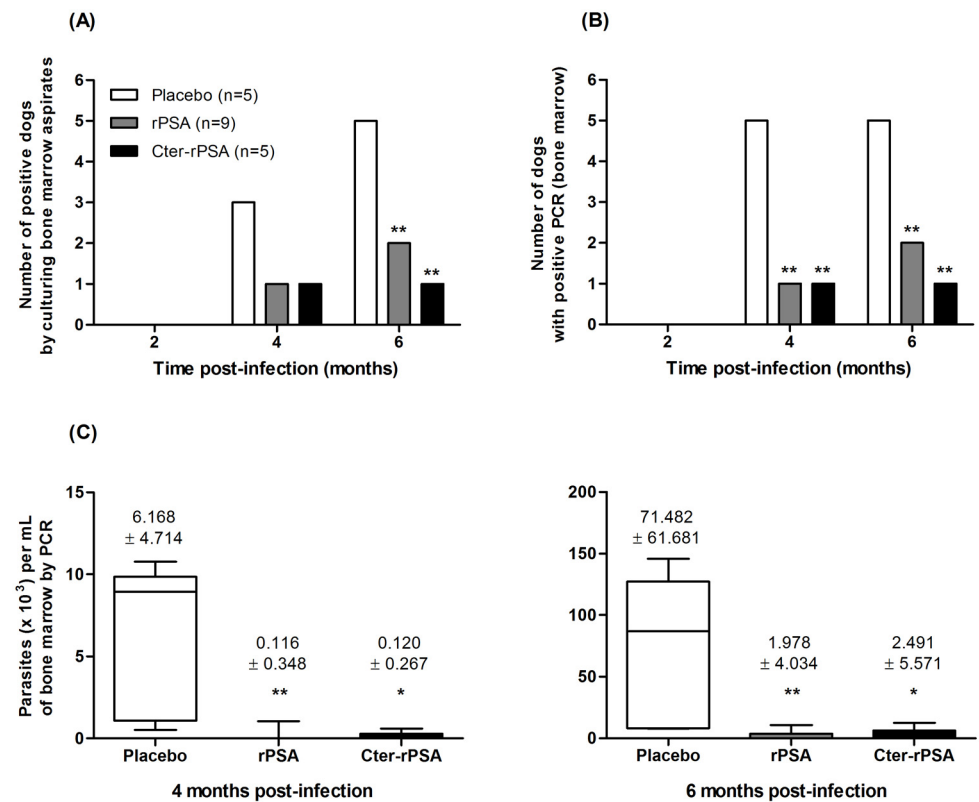 (A)
Number of positive dogs
by culturing bone marrow aspirates
6
5
4
3
2
1
0
Placebo (n=5)
rPSA (n=9)
Cter-rPSA (n=5)
**
**
2
4
6
Time post-infection (months)
(B)
Number of dogs
with positive PCR (bone marrow)
6
5
4
3
2
1
0
**
**
**
**
2
4
6
Time post-infection (months)
(C)
Parasites (x 10³) per mL
of bone marrow by PCR
15
10
5
0
6.168
± 4.714
0.116
± 0.348
**
0.120
± 0.267
*
Placebo
rPSA
Cter-rPSA
4 months post-infection
200
150
100
50
0
71.482
± 61.681
1.978
± 4.034
**
2.491
± 5.571
*
Placebo
rPSA
Cter-rPSA
6 months post-infection